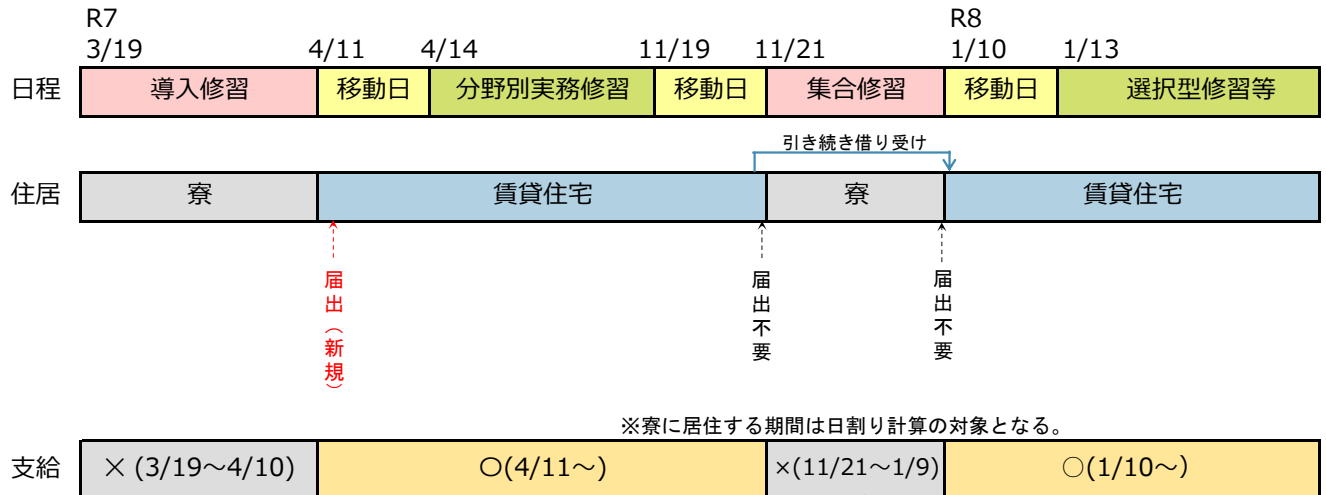 R7
R8
3/19 4/11 4/14 11/19 11/21 1/10 1/13
日程 導入修習 移動日 分野別実務修習 移動日 集合修習 移動日 選択型修習等
引き続き借り受け
住居 寮 賃貸住宅 寮 賃貸住宅
届出（新規）
届出不要
届出不要
※寮に居住する期間は日割り計算の対象となる。
支給 × (3/19～4/10) ○(4/11～) ×(11/21～1/9) ○(1/10～)